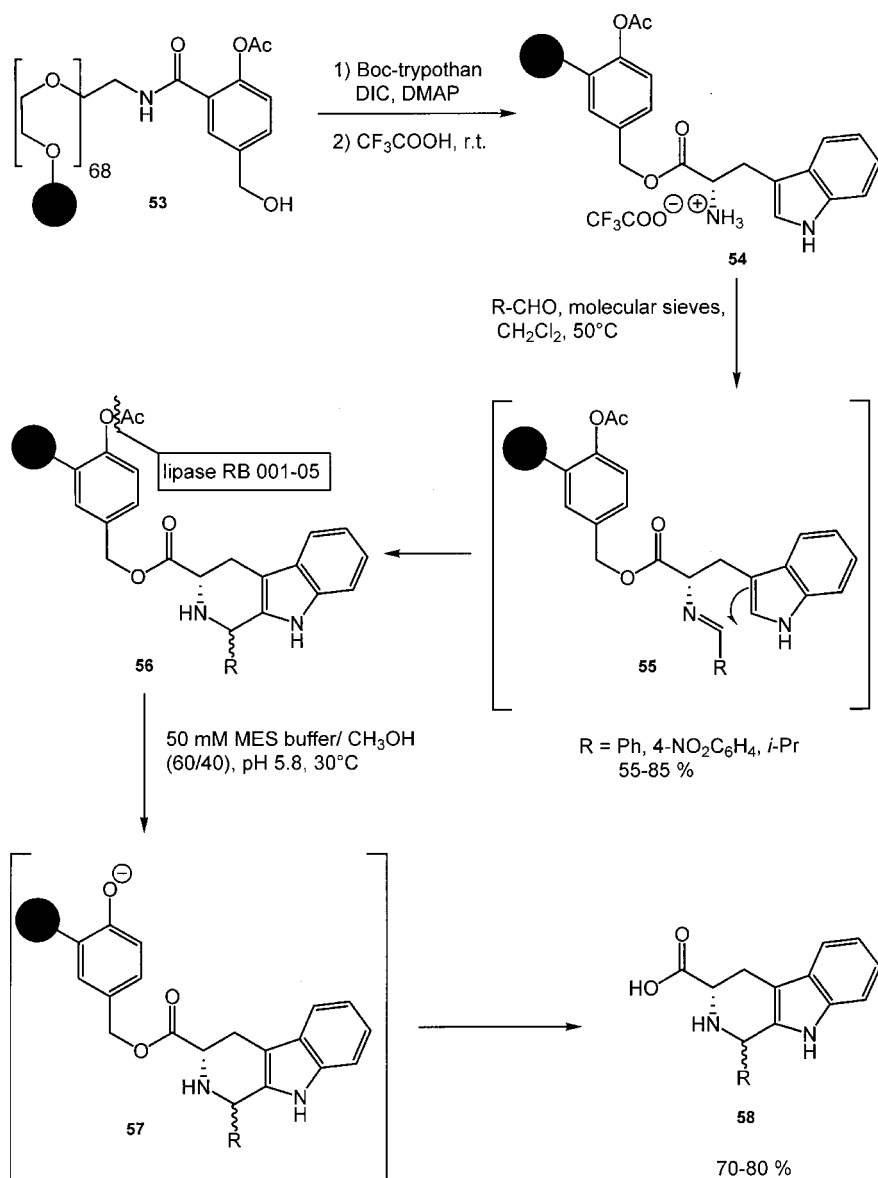 O
OAc
1) Boc-trypothan
DIC, DMAP
2) CF₃COOH, r.t.
O
N
H
O
68
53
OH
OAc
O
O
CF₃COO⊖ ⊕NH₃
N
H
54
R-CHO, molecular sieves,
CH₂Cl₂, 50°C
OAc
lipase RB 001-05
O
O
HN
N
H
R
56
OAc
O
O
N
N
H
R
55
50 mM MES buffer/ CH₃OH
(60/40), pH 5.8, 30°C
R = Ph, 4-NO₂C₆H₄, i-Pr
55-85 %
O⊖
O
O
HN
N
H
R
57
O
HO
HN
N
H
R
58
70-80 %